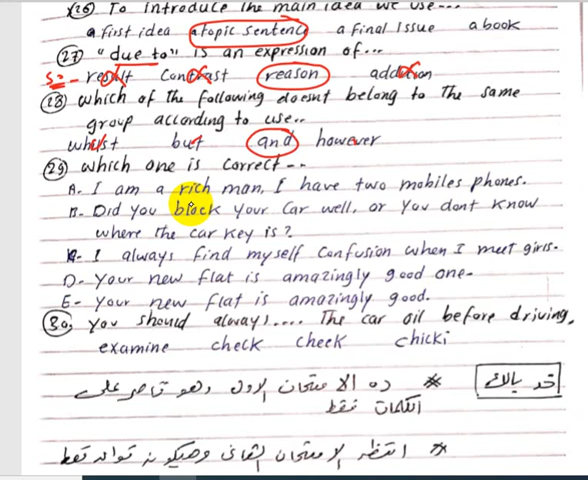 (26) To introduce the main idea we use---
a first idea a topic sentence a final Issue a book
(27) "due to" is an expression of...
S:- result Contrast reason addition
(28) which of the following doesnt belong to The same
group according to use..
whilst but and however
(29) which one is correct--
A- I am a rich man, I have two mobiles phones.
B- Did you black your Car well, or you dont know
where the car key is?
C- I always find myself Confusion when I meet girls.
D- Your new flat is amazingly good one-
E- your new flat is amazingly good.
(30) you should always.... The car oil before driving,
examine check cheek chicki
خد بالك
* ده الامتحان الاول وهو قاصر على
الكلمات فقط
* انتظر الامتحان الثانى وهيكون قواعد فقط